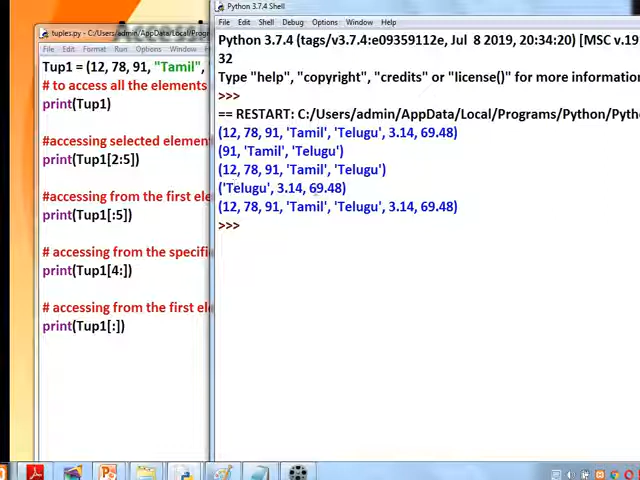 tuples.py - C:/Users/admin/AppData/Local/Program
File Edit Format Run Options Window
Tup1 = (12, 78, 91, "Tamil",
# to access all the elements
print(Tup1)
#accessing selected elemen
print(Tup1[2:5])
#accessing from the first el
print(Tup1[:5])
# accessing from the specifi
print(Tup1[4:])
# accessing from the first ele
print(Tup1[:])
Python 3.7.4 Shell
File Edit Shell Debug Options Window Help
Python 3.7.4 (tags/v3.7.4:e09359112e, Jul 8 2019, 20:34:20) [MSC v.19
32
Type "help", "copyright", "credits" or "license()" for more information
>>>
== RESTART: C:/Users/admin/AppData/Local/Programs/Python/Pyth
(12, 78, 91, 'Tamil', 'Telugu', 3.14, 69.48)
(91, 'Tamil', 'Telugu')
(12, 78, 91, 'Tamil', 'Telugu')
('Telugu', 3.14, 69.48)
(12, 78, 91, 'Tamil', 'Telugu', 3.14, 69.48)
>>>